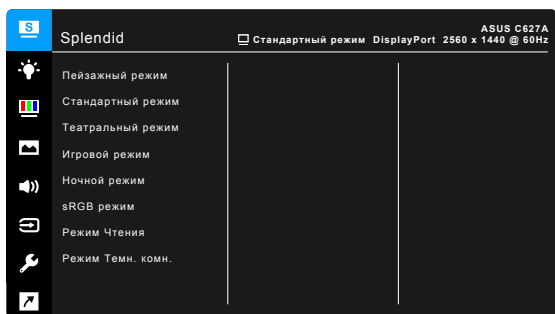 S
ASUS C627A
Splendid
Стандартный режим DisplayPort 2560 x 1440 @ 60Hz
Пейзажный режим
Стандартный режим
Театральный режим
Игровой режим
Ночной режим
sRGB режим
Режим Чтения
Режим Темн. комн.